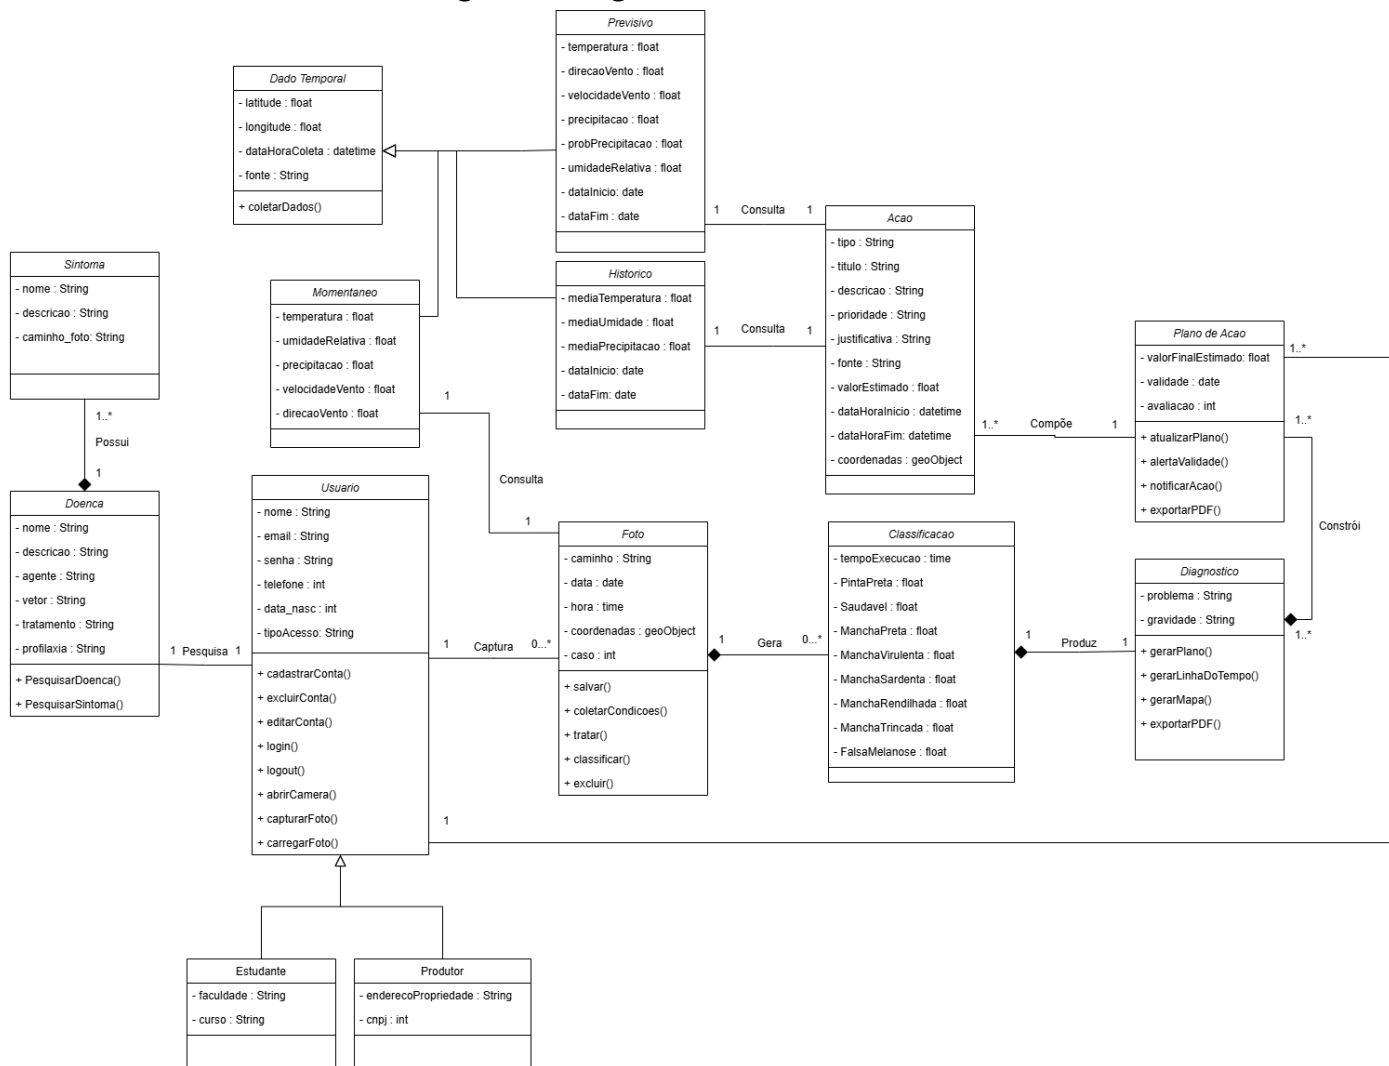 Previsivo
- temperatura : float
- direcaoVento : float
- velocidadeVento : float
- precipitacao : float
- probPrecipitacao : float
- umidadeRelativa : float
- dataInicio: date
- dataFim : date
Dado Temporal
- latitude : float
- longitude : float
- dataHoraColeta : datetime
- fonte : String
+ coletarDados()
1 Consulta 1
Acao
- tipo : String
- titulo : String
- descricao : String
- prioridade : String
- justificativa : String
- fonte : String
- valorEstimado : float
- dataHoraInicio : datetime
- dataHoraFim: datetime
- coordenadas : geoObject
Sintoma
- nome : String
- descricao : String
- caminho_foto: String
Momentaneo
- temperatura : float
- umidadeRelativa : float
- precipitacao : float
- velocidadeVento : float
- direcaoVento : float
Historico
- mediaTemperatura : float
- mediaUmidade : float
- mediaPrecipitacao : float
- dataInicio: date
- dataFim: date
1 Consulta 1
Plano de Acao
- valorFinalEstimado: float
- validade : date
- avaliacao : int
+ atualizarPlano()
+ alertaValidade()
+ notificarAcao()
+ exportarPDF()
1..*
1..*
1..* Compõe 1
1..*
Possui
1
1
Consulta
1
Constrói
1..*
Doenca
- nome : String
- descricao : String
- agente : String
- vetor : String
- tratamento : String
- profilaxia : String
+ PesquisarDoenca()
+ PesquisarSintoma()
1 Pesquisa 1
Usuario
- nome : String
- email : String
- senha : String
- telefone : int
- data_nasc : int
- tipoAcesso: String
+ cadastrarConta()
+ excluirConta()
+ editarConta()
+ login()
+ logout()
+ abrirCamera()
+ capturarFoto()
+ carregarFoto()
1 Captura 0...*
1
Foto
- caminho : String
- data : date
- hora : time
- coordenadas : geoObject
- caso : int
+ salvar()
+ coletarCondicoes()
+ tratar()
+ classificar()
+ excluir()
1 Gera 0...*
Classificacao
- tempoExecucao : time
- PintaPreta : float
- Saudavel : float
- ManchaPreta : float
- ManchaVirulenta : float
- ManchaSardenta : float
- ManchaRendilhada : float
- ManchaTrincada : float
- FalsaMelanose : float
1 Produz 1
Diagnostico
- problema : String
- gravidade : String
+ gerarPlano()
+ gerarLinhaDoTempo()
+ gerarMapa()
+ exportarPDF()
Estudante
- faculdade : String
- curso : String
Produtor
- enderecoPropriedade : String
- cnpj : int